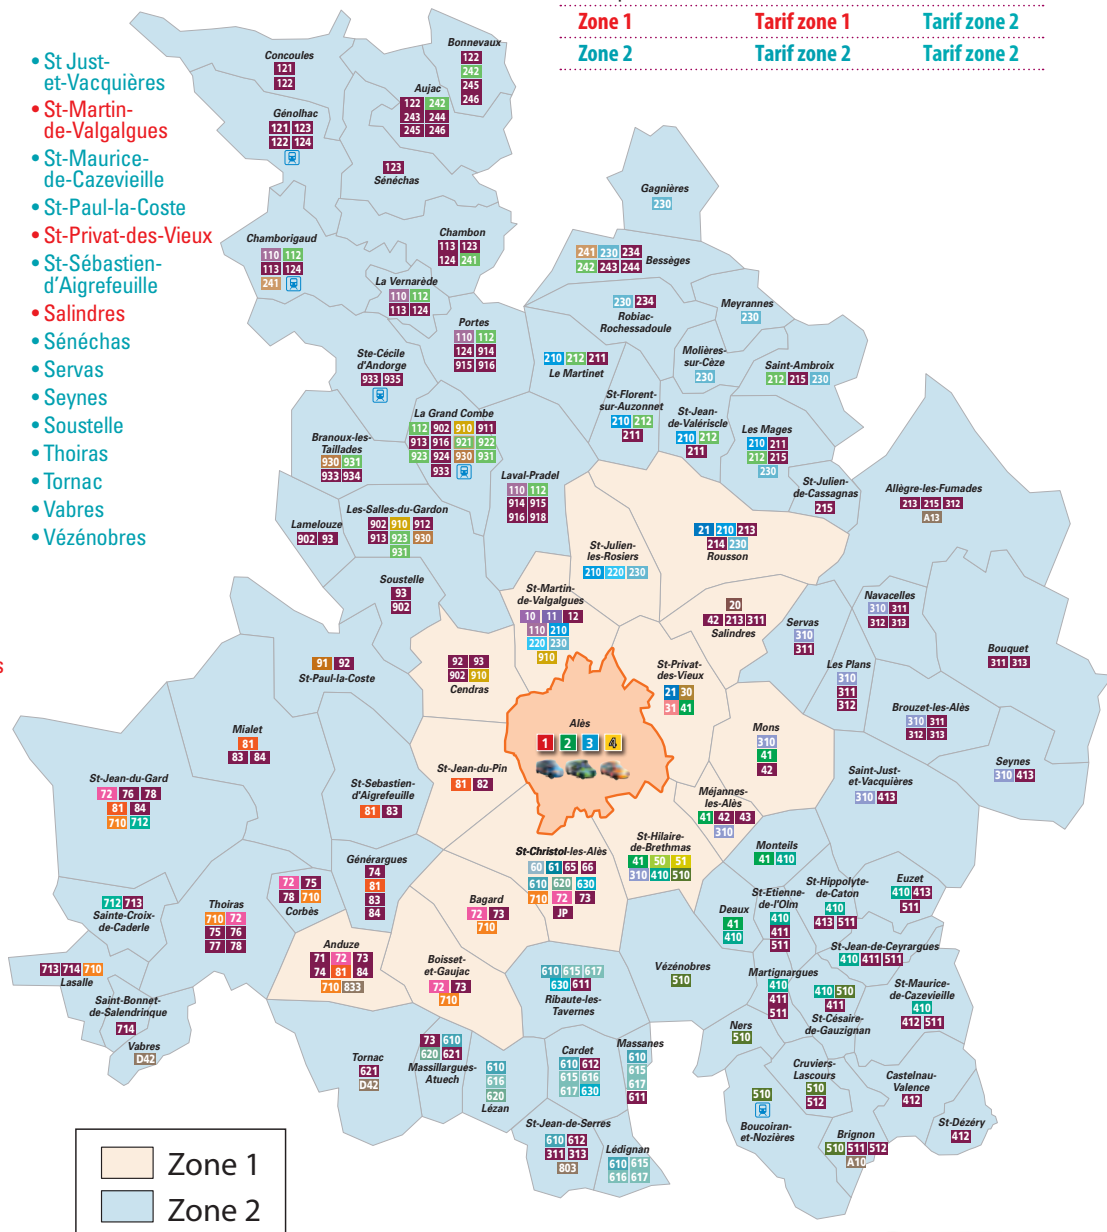 Zone 1 Tarif zone 1 Tarif zone 2
Zone 2 Tarif zone 2 Tarif zone 2
• St Just-
et-Vacquières
• St-Martin-
de-Valgalgues
• St-Maurice-
de-Cazevieille
• St-Paul-la-Coste
• St-Privat-des-Vieux
• St-Sébastien-
d'Aigrefeuille
• Salindres
• Sénéchas
• Servas
• Seynes
• Soustelle
• Thoiras
• Tornac
• Vabres
• Vézénobres
s
Concoules
121
122
Bonnevaux
122
242
245
246
Aujac
122 242
243 244
245 246
Génolhac
121 123
122 124
123
Sénéchas
Gagnières
230
Chamborigaud
110 112
113 124
241
Chambon
113 123
124 241
241 230 234
242 243 244
Bessèges
La Vernarède
110 112
113 124
230 234
Robiac-
Rochessadoule
Meyrannes
230
Portes
110 112
124 914
915 916
Ste-Cécile
d'Andorge
933 935
210 212 211
Le Martinet
Molières-
sur-Cèze
230
Saint-Ambroix
212 215 230
St-Florent-
sur-Auzonnet
210 212
211
St-Jean-
de-Valériscle
210 212
211
Les Mages
210 211
212 215
230
La Grand Combe
112 902 910 911
913 916 921 922
923 924 930 931
933
Branoux-les-
Taillades
930 931
933 934
Laval-Pradel
110 112
914 915
916 918
St-Julien-
de-Cassagnas
215
Allègre-les-Fumades
213 215 312
A13
Lamelouze
902 93
Les-Salles-du-Gardon
902 910 912
913 923 930
931
21 210 213
214 230
Rousson
St-Julien-
les-Rosiers
210 220 230
Soustelle
93
902
St-Martin-
de-Valgalgues
10 11 12
110 210
220 230
910
20
42 213 311
Salindres
Navacelles
310 311
312 313
Servas
310
311
Bouquet
311 313
91 92
St-Paul-la-Coste
92 93
902 910
Cendras
St-Privat-
des-Vieux
21 30
31 41
Les Plans
310
311
312
Brouzet-les-Alès
310 311
312 313
Mialet
81
83 84
Alès
1 2 3 4
Mons
310
41
42
Seynes
310 413
St-Jean-du-Gard
72 76 78
81 84
710 712
St-Sebastien-
d'Aigrefeuille
81 83
St-Jean-du-Pin
81 82
Saint-Just-
et-Vacquières
310 413
Méjannes-
les-Alès
41 42 43
310
St-Hilaire-
de-Brethmas
41 50 51
310 410 510
Monteils
41 410
St-Christol-les-Alès
60 61 65 66
610 620 630
710 72 73
JP
Générargues
74
81
83
84
72 75
78 710
Corbès
712 713
Sainte-Croix-
de-Caderle
Thoiras
710 72
75 76
77 78
Bagard
72 73
710
Deaux
41
410
St-Etienne-
de-l'Olm
410
411
511
St-Hippolyte-
de-Caton
410
413 511
Euzet
410 413
511
St-Jean-de-Ceyrargues
410 411 511
Anduze
71 72 73
74 81 84
710 833
Boisset-
et-Gaujac
72 73
710
713 714 710
Lasalle
610 615 617
630 611
Ribaute-les-
Tavernes
Vézénobres
510
Martignargues
410
411
511
410 510
411
St-Césaire-
de-Gauzignan
St-Maurice-
de-Cazevieille
410
412 511
Saint-Bonnet-
de-Salendrinque
714
Vabres
D42
Ners
510
Tornac
621
D42
73 610
620 621
Massillargues-
Atuech
610
616
620
Lézan
Cardet
610 612
615 616
617 630
Massanes
610
615
617
611
Cruviers-
Lascours
510
512
Castelnau-
Valence
412
510
Boucoiran-
et-Nozières
St-Jean-de-Serres
610 612
311 313
803
Lédignan
610 615
616 617
Brignon
510 511 512
A10
St-Dézéry
412
Zone 1
Zone 2